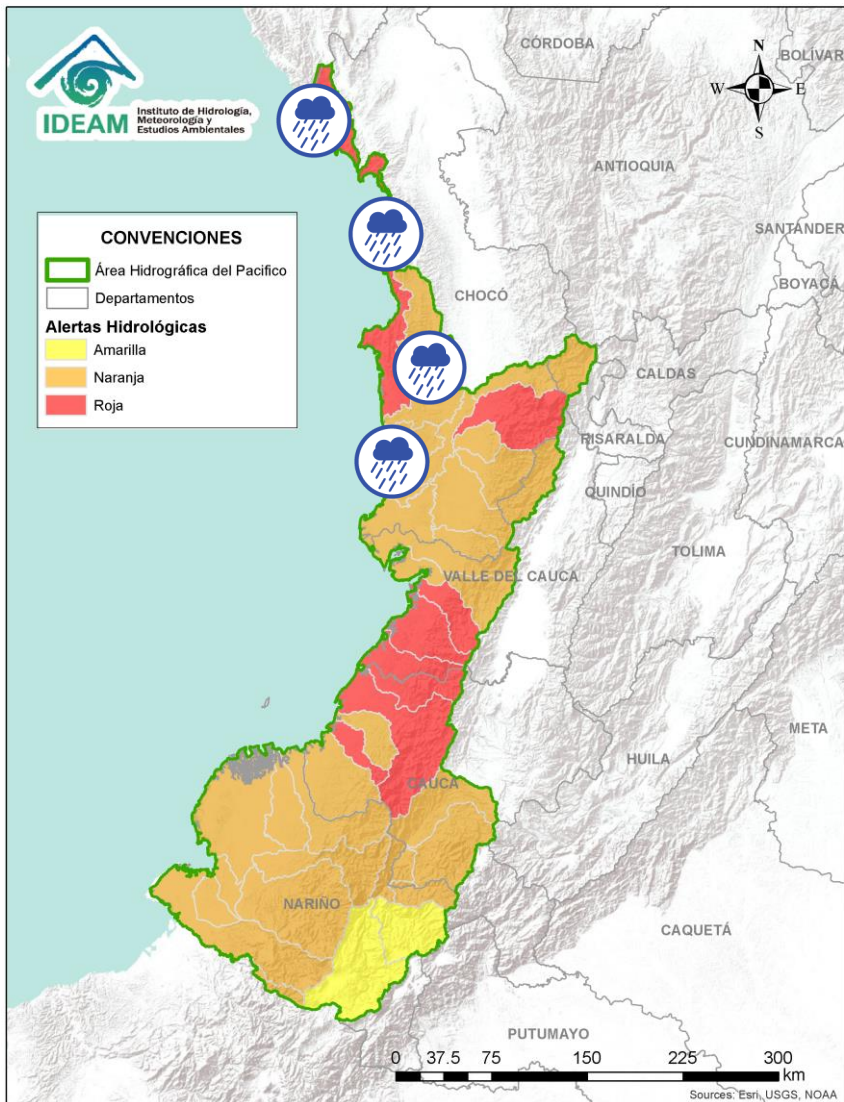 IDEAM
Instituto de Hidrología,
Meteorología y
Estudios Ambientales
N
W
E
S
CÓRDOBA
BOLÍVAR
ANTIOQUIA
SANTANDER
BOYACÁ
CHOCÓ
CONVENCIONES
Área Hidrográfica del Pacifico
Departamentos
Alertas Hidrológicas
Amarilla
Naranja
Roja
CALDAS
RISARALDA
CUNDINAMARCA
QUINDÍO
TOLIMA
VALLE DEL CAUCA
META
HUILA
CAUCA
NARIÑO
CAQUETÁ
PUTUMAYO
0 37.5 75 150 225 300
km
Sources: Esri, USGS, NOAA